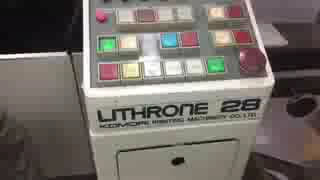 LITHRONE 28
KOMORI PRINTING MACHINERY CO., LTD.